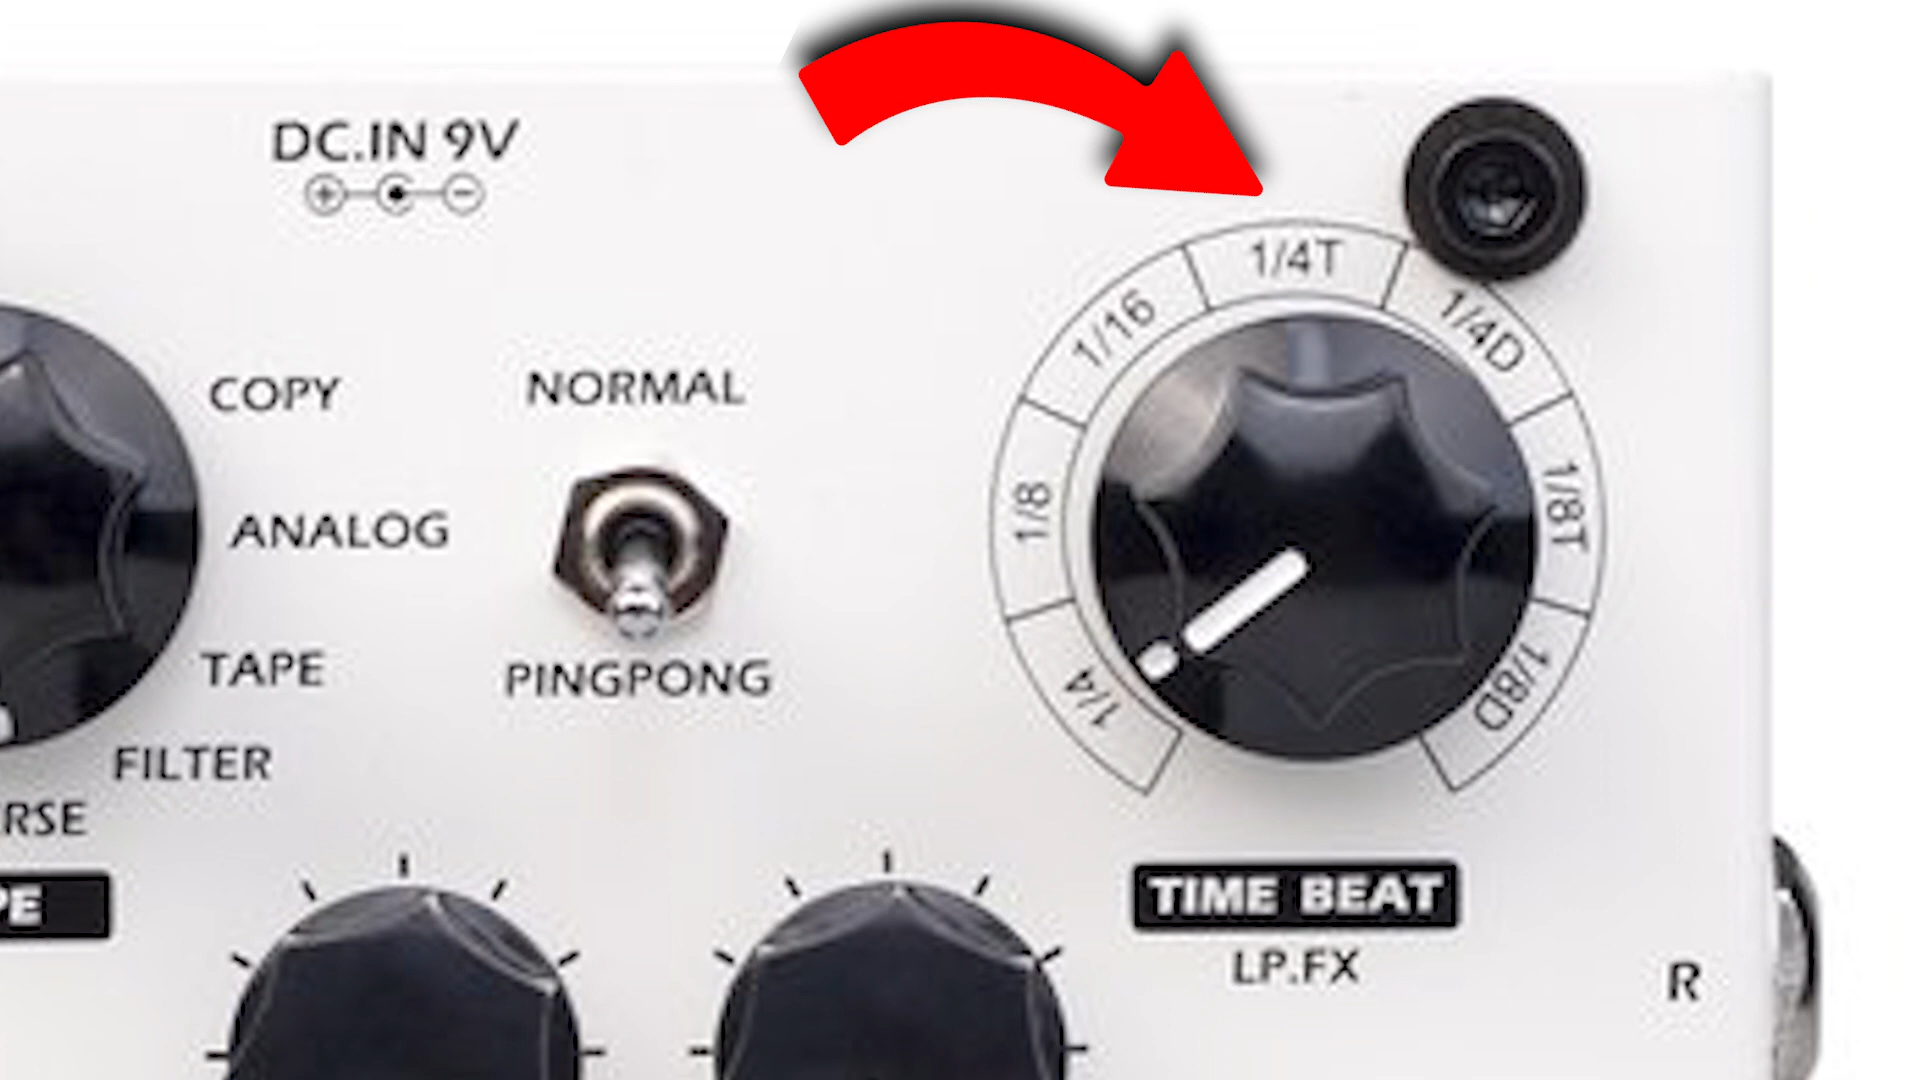 DC.IN 9V
COPY
NORMAL
ANALOG
TAPE
PINGPONG
FILTER
RSE
PE
1/4
1/8
1/16
1/4T
1/4D
1/8T
1/8D
TIME BEAT
LP.FX
R